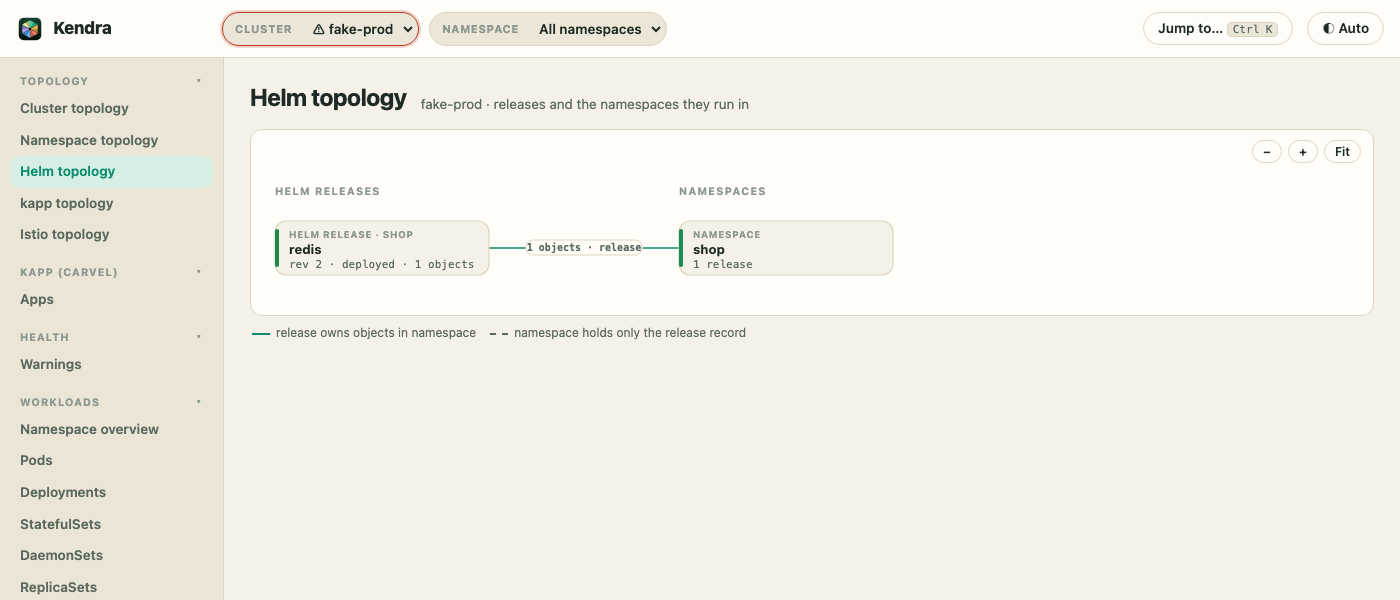 Kendra
CLUSTER ⚠ fake-prod
NAMESPACE All namespaces
Jump to... Ctrl K
Auto
TOPOLOGY
Cluster topology
Namespace topology
Helm topology
kapp topology
Istio topology
KAPP (CARVEL)
Apps
HEALTH
Warnings
WORKLOADS
Namespace overview
Pods
Deployments
StatefulSets
DaemonSets
ReplicaSets
Helm topology
fake-prod · releases and the namespaces they run in
− + Fit
HELM RELEASES
NAMESPACES
HELM RELEASE · SHOP
redis
rev 2 · deployed · 1 objects
1 objects · release
NAMESPACE
shop
1 release
release owns objects in namespace
namespace holds only the release record